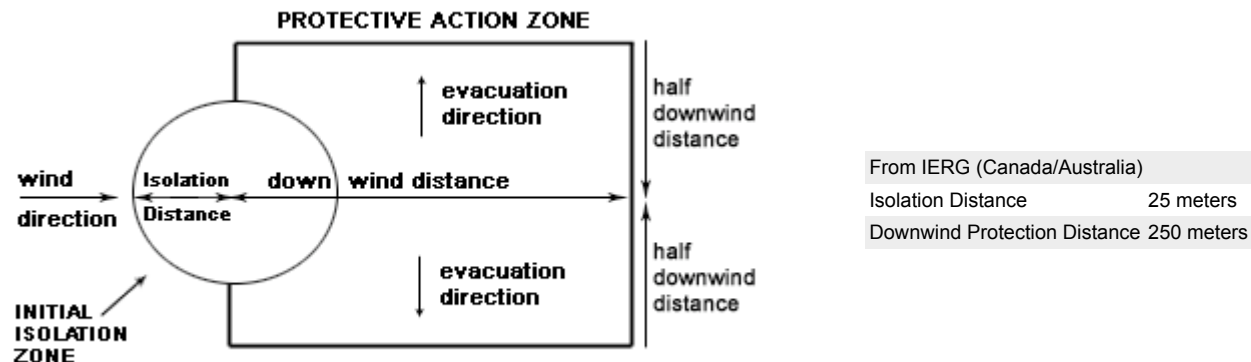 PROTECTIVE ACTION ZONE
evacuation
direction
half
downwind
distance
wind
direction
Isolation
Distance
down wind distance
evacuation
direction
half
downwind
distance
INITIAL
ISOLATION
ZONE
From IERG (Canada/Australia)
Isolation Distance 25 meters
Downwind Protection Distance 250 meters